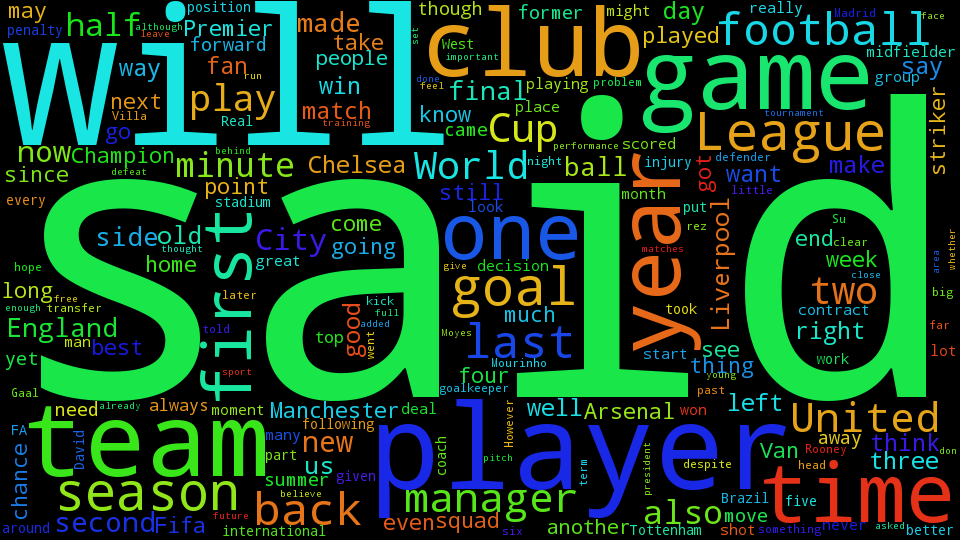 Will
said
club
game
player
team
time
year
goal
one
last
football
League
season
back
manager
first
United
World
Cup
play
minute
half
may
although
penalty
leave
position
Premier
forward
made
take
people
former
though
might
day
really
Madrid
face
set
West
important
played
midfielder
say
group
way
fan
run
win
match
training
next
Villa
Real
go
final
playing
problem
done
feel
place
know
came
performance
scored
tournament
striker
now
Champion
behind
defeat
since
every
point
stadium
Chelsea
night
ball
injury
defender
got
want
make
little
still
look
month
put
rez
side
old
thought
home
City
great
come
going
give
decision
matches
Liverpool
end
Su
clear
week
close
area
whether
hope
long
free
enough
transfer
England
man
best
yet
Gaal
later
told
sport
top
good
kick
full
added
went
much
Moyes
Mourinho
goalkeeper
four
took
start
see
thing
young
past
two
contract
right
work
big
far
lot
need
already
always
moment
Manchester
deal
following
many
part
new
us
summer
given
believe
future
international
FA
David
chance
around
second
Fifa
coach
However
pitch
well
Arsenal
won
left
term
president
despite
Van
Rooney
head
away
think
don
three
even
squad
six
another
Tottenham
also
move
Brazil
shot
five
something
never
asked
better